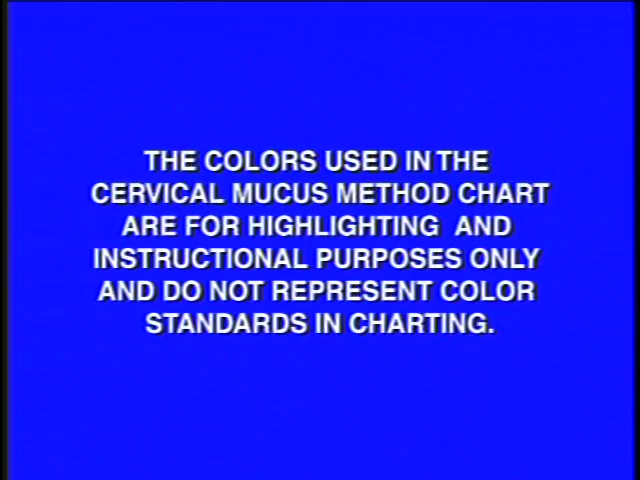 THE COLORS USED IN THE
CERVICAL MUCUS METHOD CHART
ARE FOR HIGHLIGHTING AND
INSTRUCTIONAL PURPOSES ONLY
AND DO NOT REPRESENT COLOR
STANDARDS IN CHARTING.